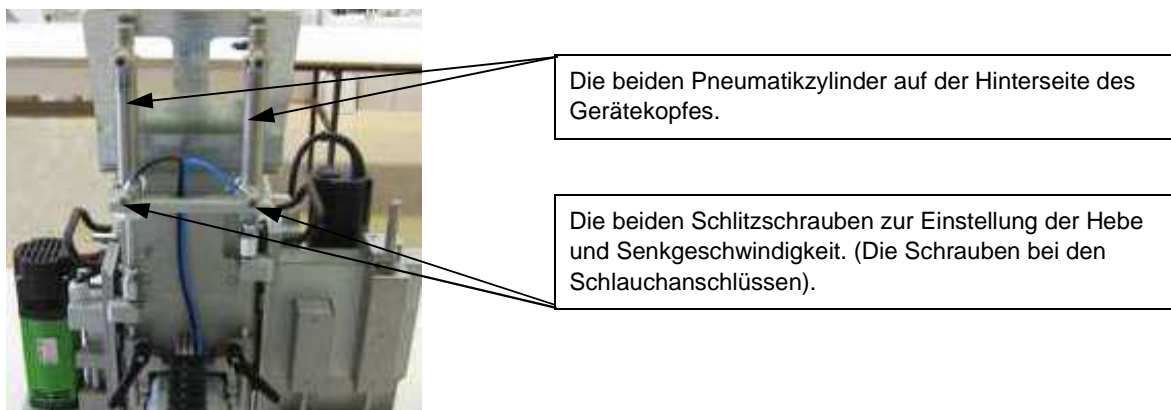 Die beiden Pneumatikzylinder auf der Hinterseite des
Gerätekopfes.
Die beiden Schlitzschrauben zur Einstellung der Hebe
und Senkgeschwindigkeit. (Die Schrauben bei den
Schlauchanschlüssen).